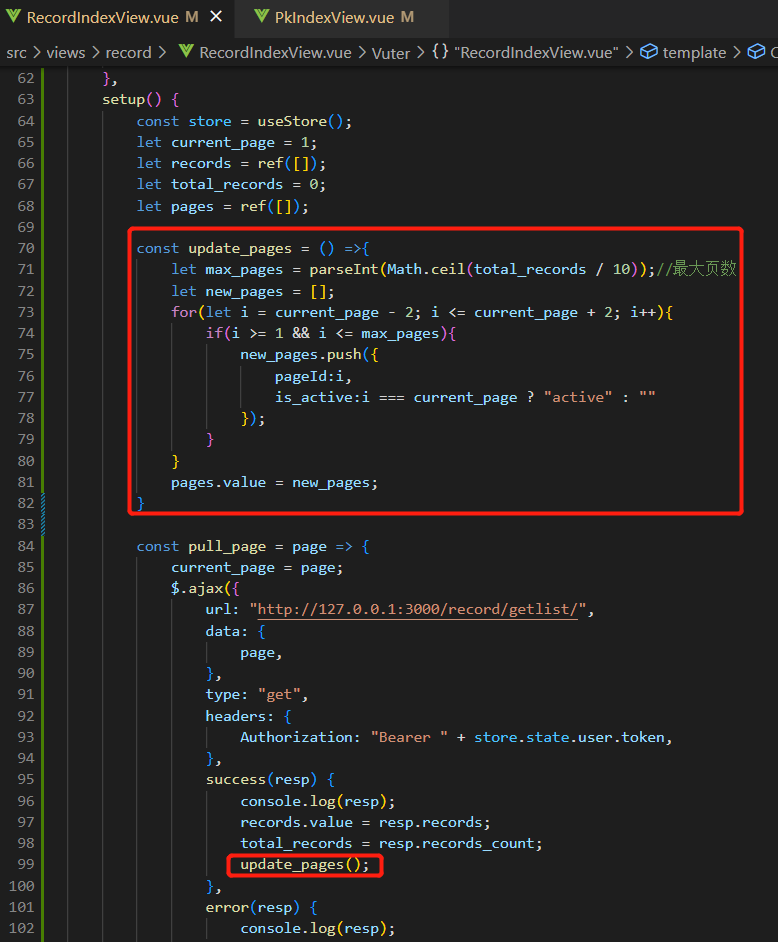 RecordIndexView.vue M ✕ PkIndexView.vue M
src > views > record > RecordIndexView.vue > Vuter > {} "RecordIndexView.vue" > template >
62 },
63 setup() {
64 const store = useStore();
65 let current_page = 1;
66 let records = ref([]);
67 let total_records = 0;
68 let pages = ref([]);
69
70 const update_pages = () =>{
71 let max_pages = parseInt(Math.ceil(total_records / 10));//最大页数
72 let new_pages = [];
73 for(let i = current_page - 2; i <= current_page + 2; i++){
74 if(i >= 1 && i <= max_pages){
75 new_pages.push({
76 pageId:i,
77 is_active:i === current_page ? "active" : ""
78 });
79 }
80 }
81 pages.value = new_pages;
82 }
83
84 const pull_page = page => {
85 current_page = page;
86 $.ajax({
87 url: "http://127.0.0.1:3000/record/getlist/",
88 data: {
89 page,
90 },
91 type: "get",
92 headers: {
93 Authorization: "Bearer " + store.state.user.token,
94 },
95 success(resp) {
96 console.log(resp);
97 records.value = resp.records;
98 total_records = resp.records_count;
99 update_pages();
100 },
101 error(resp) {
102 console.log(resp);